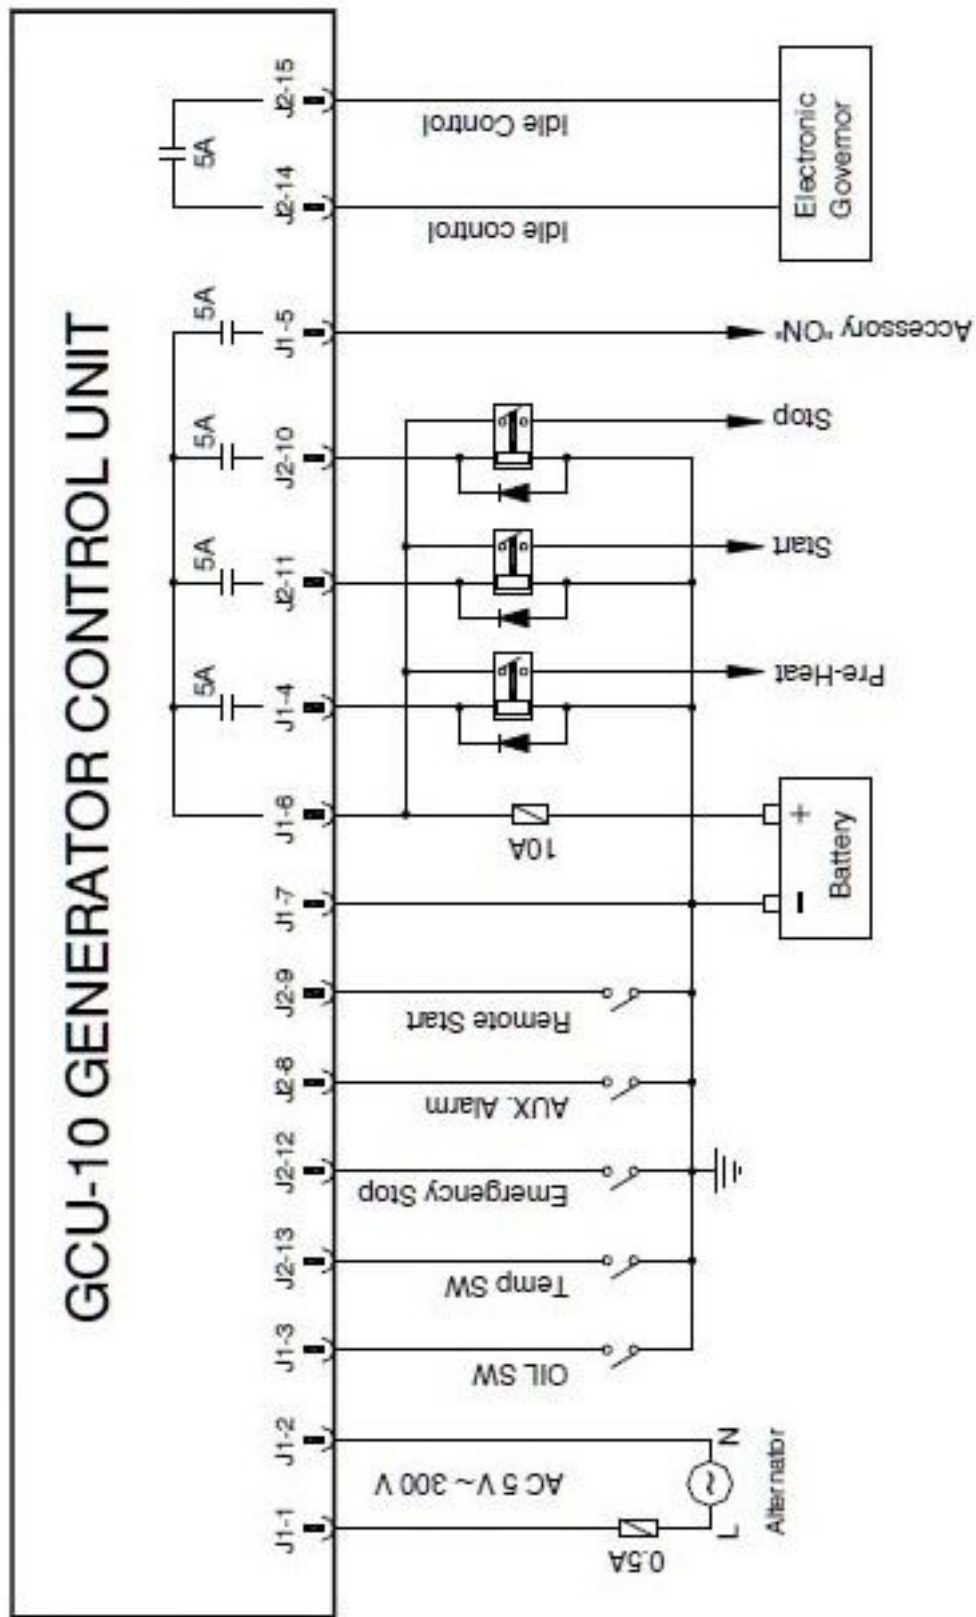 GCU-10 GENERATOR CONTROL UNIT
5A
5A
5A
5A
5A
J1-1
J1-2
J1-3
J2-13
J2-12
J2-8
J2-9
J1-7
J1-6
J1-4
J2-11
J2-10
J1-5
J2-14
J2-15
AC 5 V~ 300 V
OIL SW
Temp SW
Emergency Stop
AUX. Alarm
Remote Start
10A
Idle control
Idle Control
0.5A
L
N
Alternator
-
+
Battery
Pre-Heat
Start
Stop
Accessory "ON"
Electronic
Governor